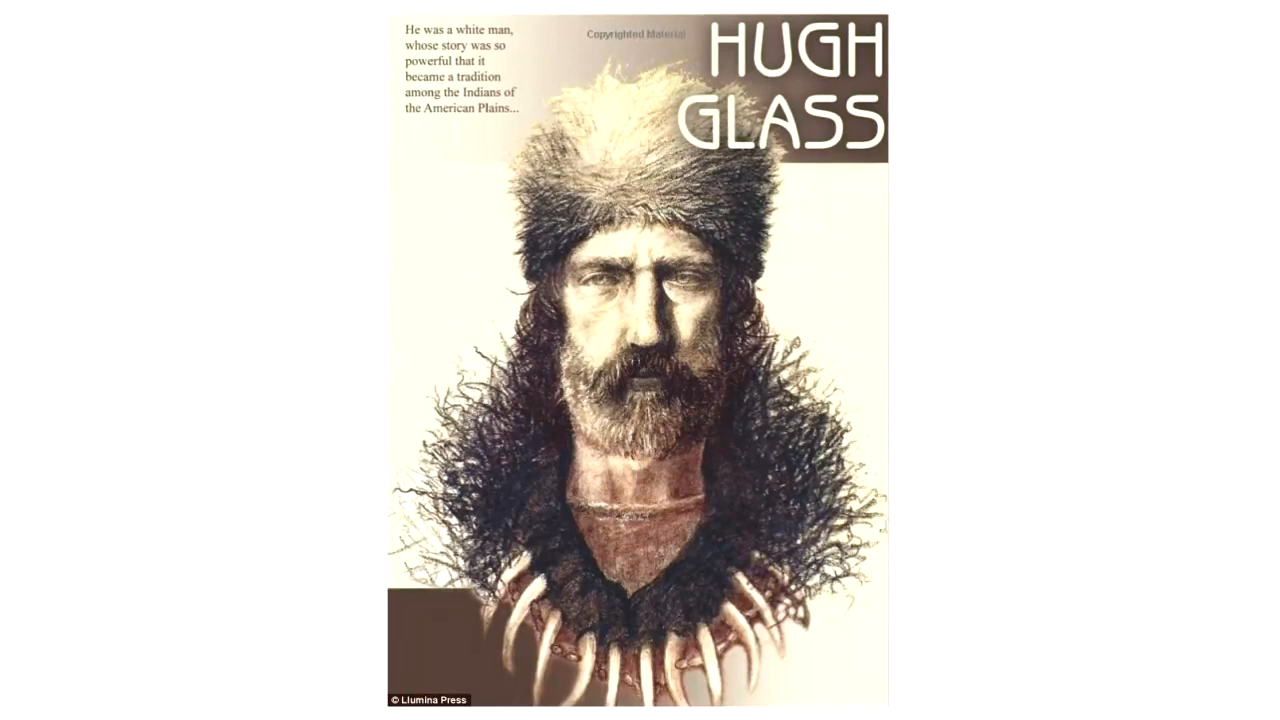 He was a white man,
whose story was so
powerful that it
became a tradition
among the Indians of
the American Plains...
Copyrighted Material
HUGH
GLASS
© Llumina Press